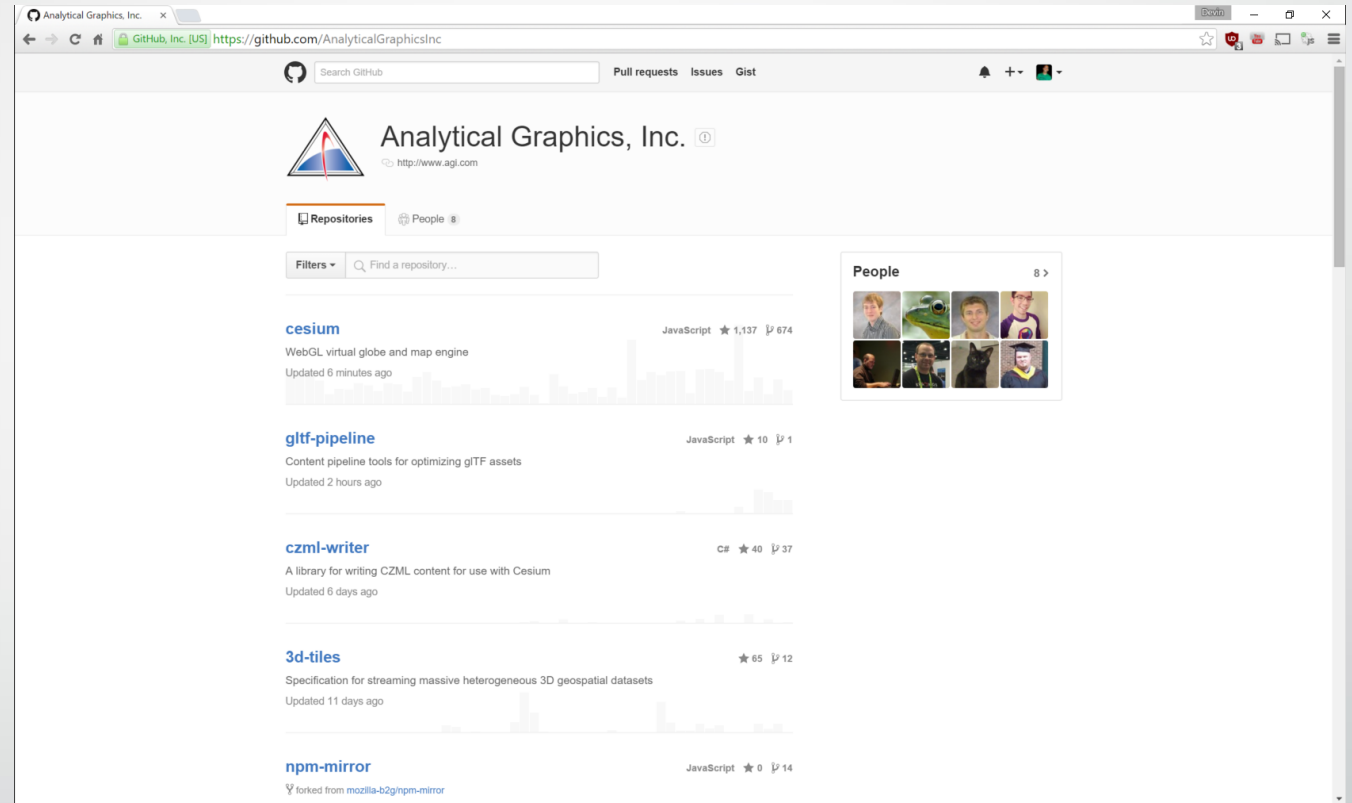 Analytical Graphics, Inc.
Devin
GitHub, Inc. [US] https://github.com/AnalyticalGraphicsInc
Search GitHub
Pull requests Issues Gist
Analytical Graphics, Inc.
http://www.agi.com
Repositories
People 8
Filters
Find a repository...
People 8
cesium
JavaScript 1,137 674
WebGL virtual globe and map engine
Updated 6 minutes ago
gltf-pipeline
JavaScript 10 1
Content pipeline tools for optimizing glTF assets
Updated 2 hours ago
czml-writer
C# 40 37
A library for writing CZML content for use with Cesium
Updated 6 days ago
3d-tiles
65 12
Specification for streaming massive heterogeneous 3D geospatial datasets
Updated 11 days ago
npm-mirror
JavaScript 0 14
forked from mozilla-b2g/npm-mirror